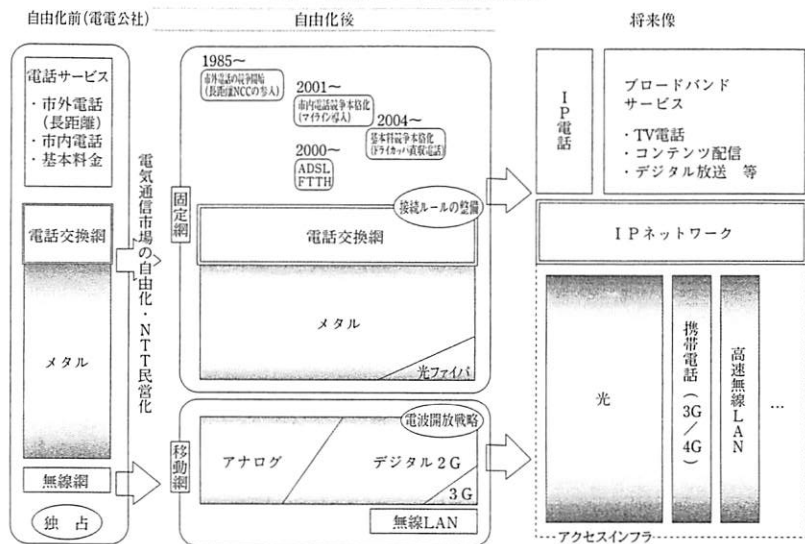 自由化前(電電公社)
自由化後
将来像
電話サービス
・市外電話
(長距離)
・市内電話
・基本料金
電話交換網
メタル
無線網
独　占
電気通信市場の自由化・NTT民営化
固定網
1985～
市外電話の競争開始
(長距離NCCの参入)
2001～
市内電話競争本格化
(マイライン導入)
2004～
基本料競争本格化
(ドライカッパ直収電話)
2000～
ADSL
FTTH
接続ルールの整備
電話交換網
メタル
光ファイバ
移動網
電波開放戦略
アナログ
デジタル2G
3G
無線LAN
IP電話
ブロードバンド
サービス
・TV電話
・コンテンツ配信
・デジタル放送　等
IPネットワーク
光
携帯電話(3G/4G)
高速無線LAN
…
アクセスインフラ